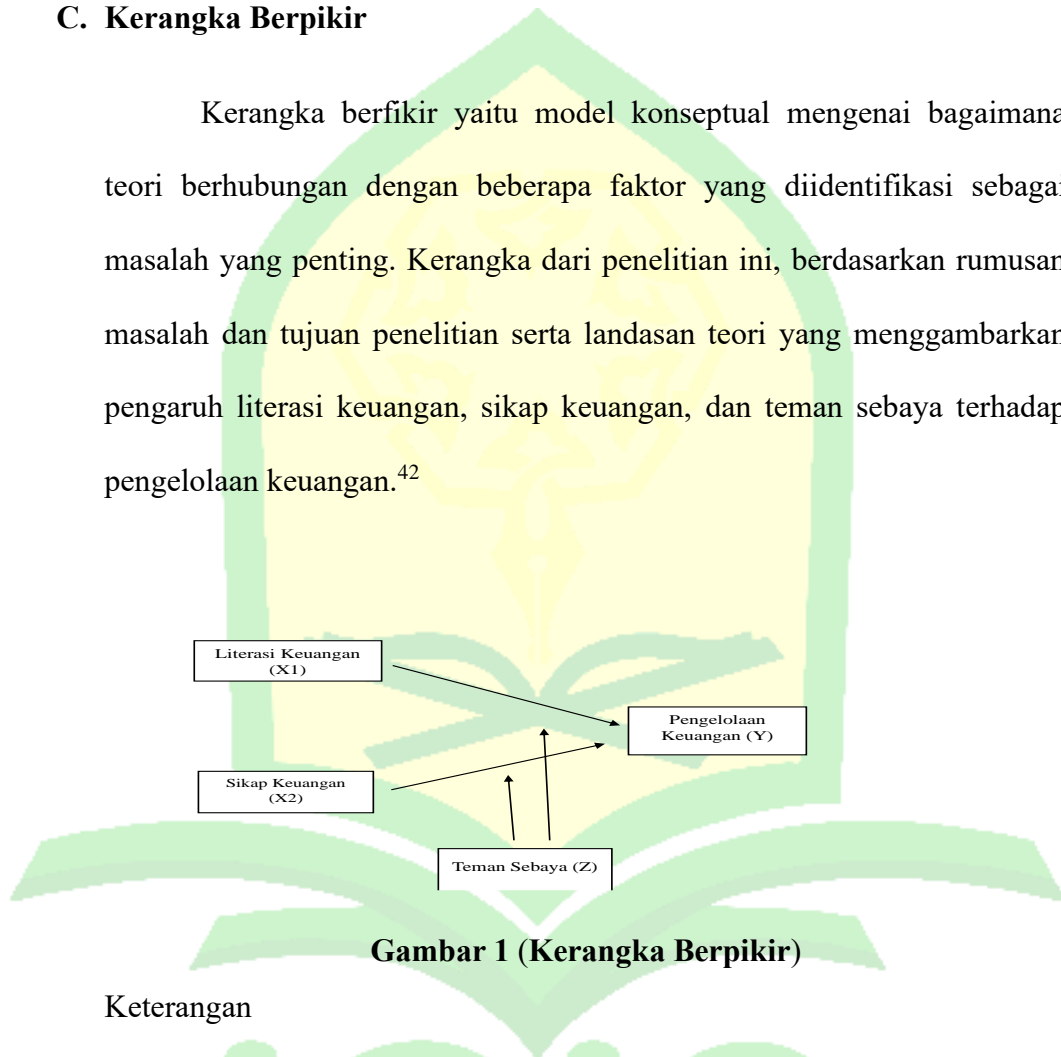 C. Kerangka Berpikir
Kerangka berfikir yaitu model konseptual mengenai bagaimana
teori berhubungan dengan beberapa faktor yang diidentifikasi sebagai
masalah yang penting. Kerangka dari penelitian ini, berdasarkan rumusan
masalah dan tujuan penelitian serta landasan teori yang menggambarkan
pengaruh literasi keuangan, sikap keuangan, dan teman sebaya terhadap
pengelolaan keuangan.42
Literasi Keuangan
(X1)
Pengelolaan
Keuangan (Y)
Sikap Keuangan
(X2)
Teman Sebaya (Z)
Gambar 1 (Kerangka Berpikir)
Keterangan